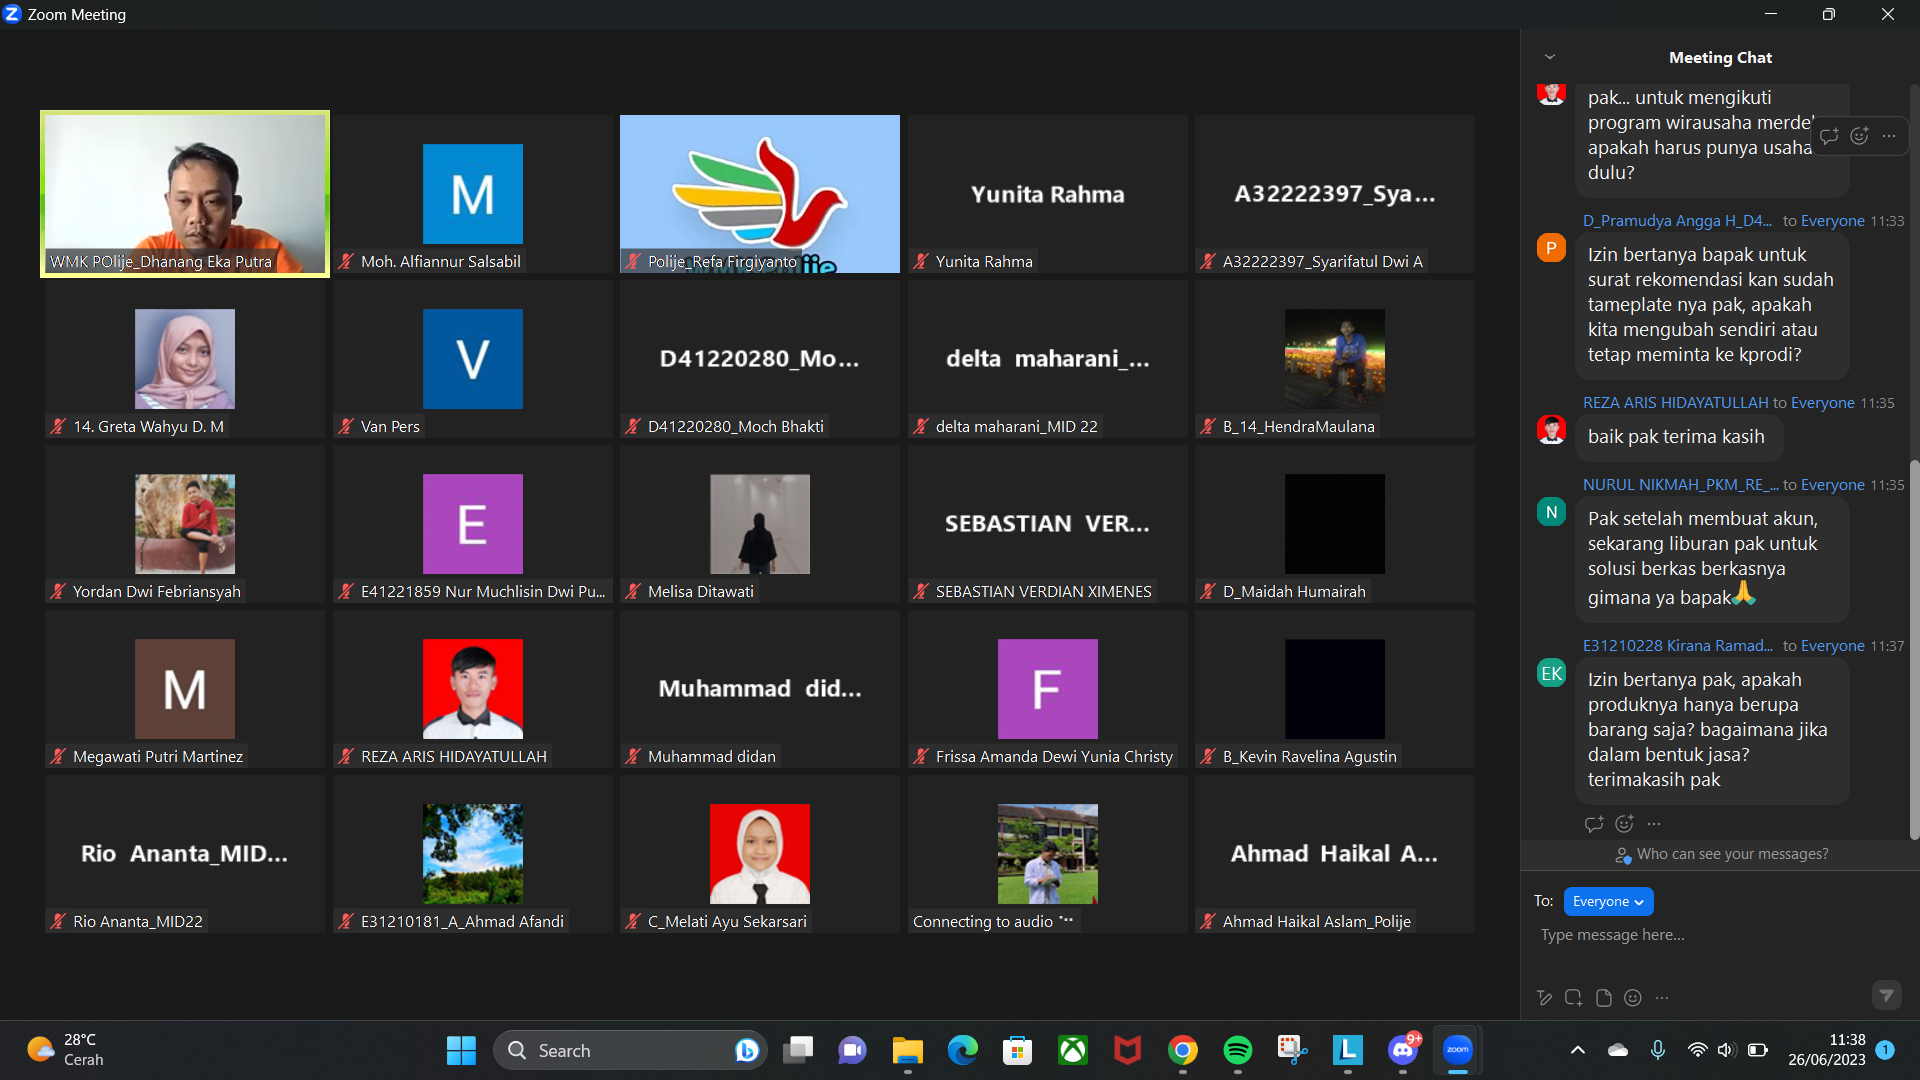 Zoom Meeting
WMK POlije_Dhanang Eka Putra
M
Moh. Alfiannur Salsabil
Polije_Refa Firgiyanto
Yunita Rahma
Yunita Rahma
A32222397_Sya...
A32222397_Syarifatul Dwi A
14. Greta Wahyu D. M
V
Van Pers
D41220280_Mo...
D41220280_Moch Bhakti
delta maharani_...
delta maharani_MID 22
B_14_HendraMaulana
Yordan Dwi Febriansyah
E
E41221859 Nur Muchlisin Dwi Pu...
Melisa Ditawati
SEBASTIAN VER...
SEBASTIAN VERDIAN XIMENES
D_Maidah Humairah
M
Megawati Putri Martinez
REZA ARIS HIDAYATULLAH
Muhammad did...
Muhammad didan
F
Frissa Amanda Dewi Yunia Christy
B_Kevin Ravelina Agustin
Rio Ananta_MID...
Rio Ananta_MID22
E31210181_A_Ahmad Afandi
C_Melati Ayu Sekarsari
Connecting to audio
Ahmad Haikal A...
Ahmad Haikal Aslam_Polije
Meeting Chat
pak... untuk mengikuti
program wirausaha
apakah harus punya usaha
dulu?
D_Pramudya Angga H_D4... to Everyone 11:33
P
Izin bertanya bapak untuk
surat rekomendasi kan sudah
tameplate nya pak, apakah
kita mengubah sendiri atau
tetap meminta ke kprodi?
REZA ARIS HIDAYATULLAH to Everyone 11:35
baik pak terima kasih
NURUL NIKMAH_PKM_RE_... to Everyone 11:35
N
Pak setelah membuat akun,
sekarang liburan pak untuk
solusi berkas berkasnya
gimana ya bapak🙏
E31210228 Kirana Ramad... to Everyone 11:37
EK
Izin bertanya pak, apakah
produknya hanya berupa
barang saja? bagaimana jika
dalam bentuk jasa?
terimakasih pak
Who can see your messages?
To: Everyone
Type message here...
28°C
Cerah
Search
L
9+
zoom
11:38
26/06/2023
1